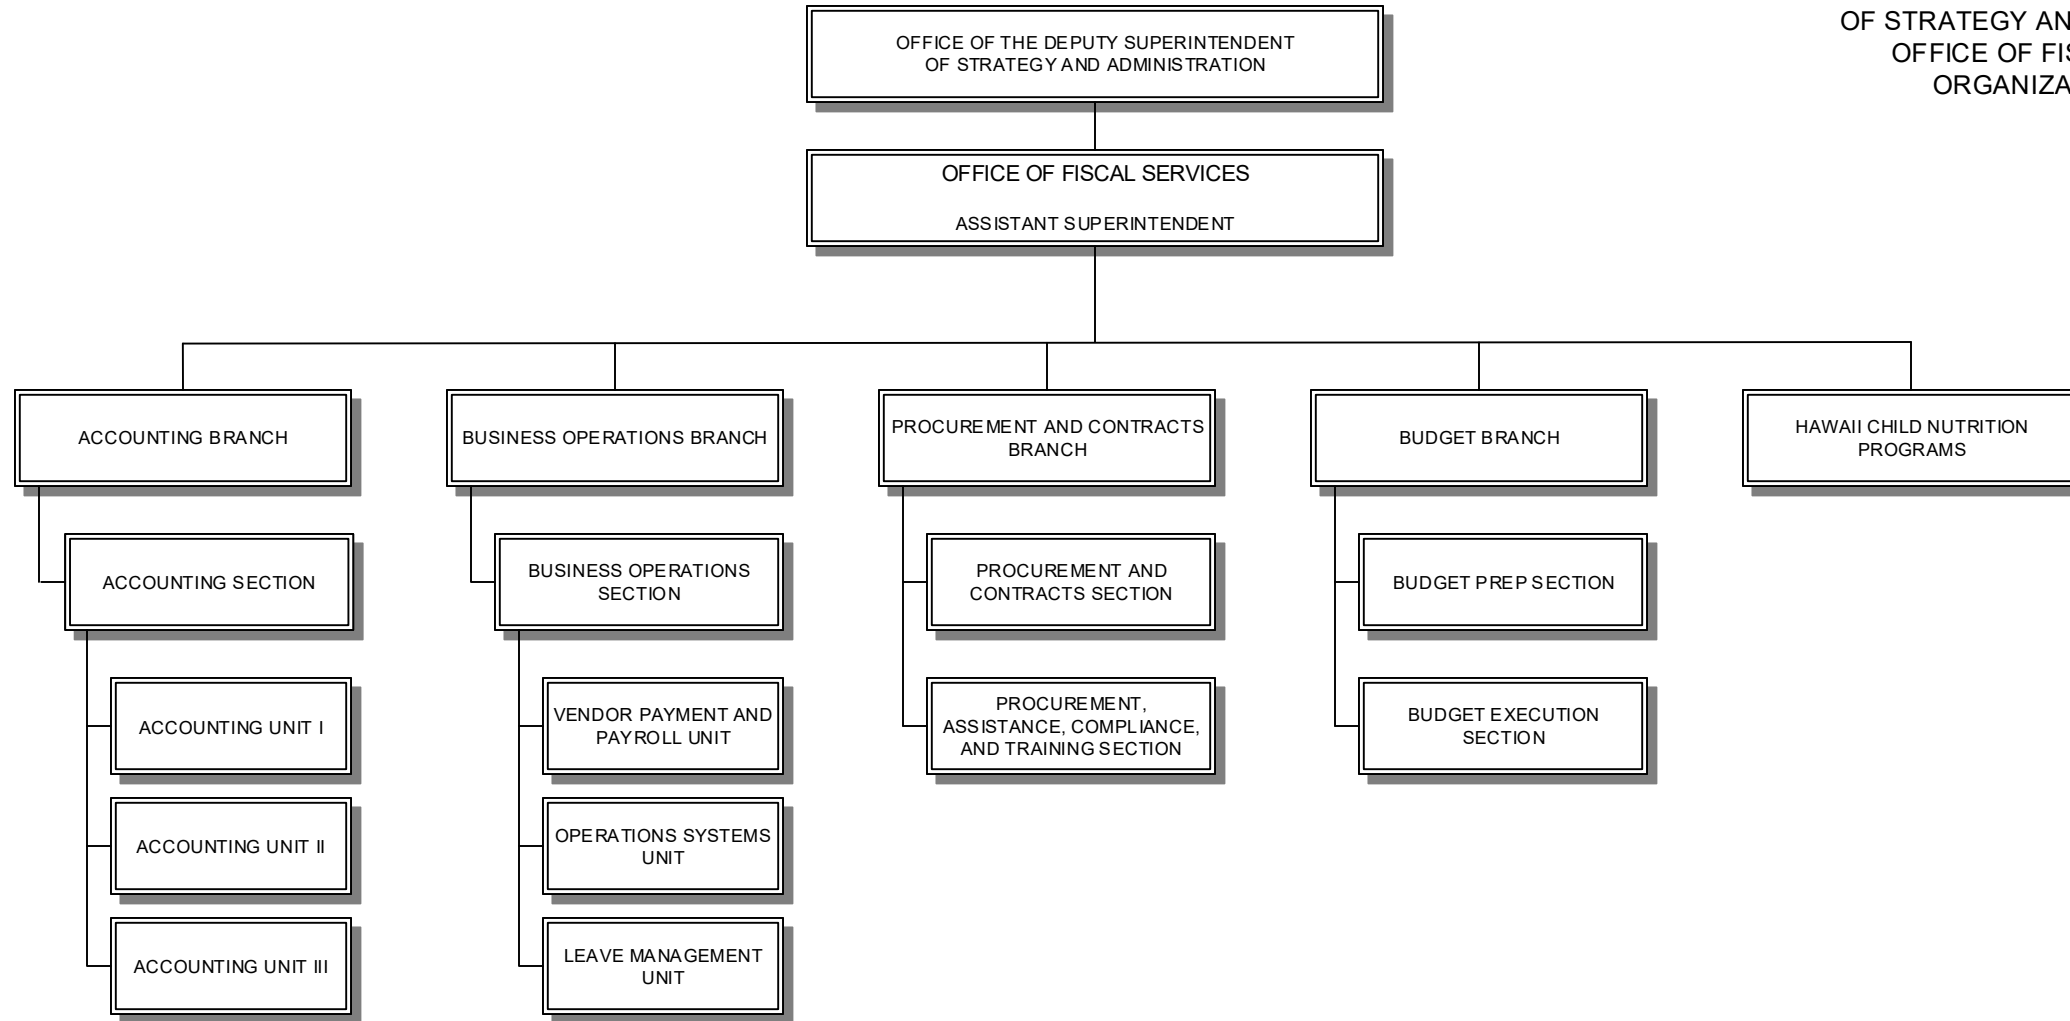 OFFICE OF THE DEPUTY SUPERINTENDENT
OF STRATEGY AND ADMINISTRATION
OF STRATEGY AN
OFFICE OF FIS
ORGANIZA
OFFICE OF FISCAL SERVICES
ASSISTANT SUPERINTENDENT
ACCOUNTING BRANCH
BUSINESS OPERATIONS BRANCH
PROCUREMENT AND CONTRACTS
BRANCH
BUDGET BRANCH
HAWAII CHILD NUTRITION
PROGRAMS
ACCOUNTING SECTION
BUSINESS OPERATIONS
SECTION
PROCUREMENT AND
CONTRACTS SECTION
BUDGET PREP SECTION
ACCOUNTING UNIT I
VENDOR PAYMENT AND
PAYROLL UNIT
PROCUREMENT,
ASSISTANCE, COMPLIANCE,
AND TRAINING SECTION
BUDGET EXECUTION
SECTION
ACCOUNTING UNIT II
OPERATIONS SYSTEMS
UNIT
ACCOUNTING UNIT III
LEAVE MANAGEMENT
UNIT